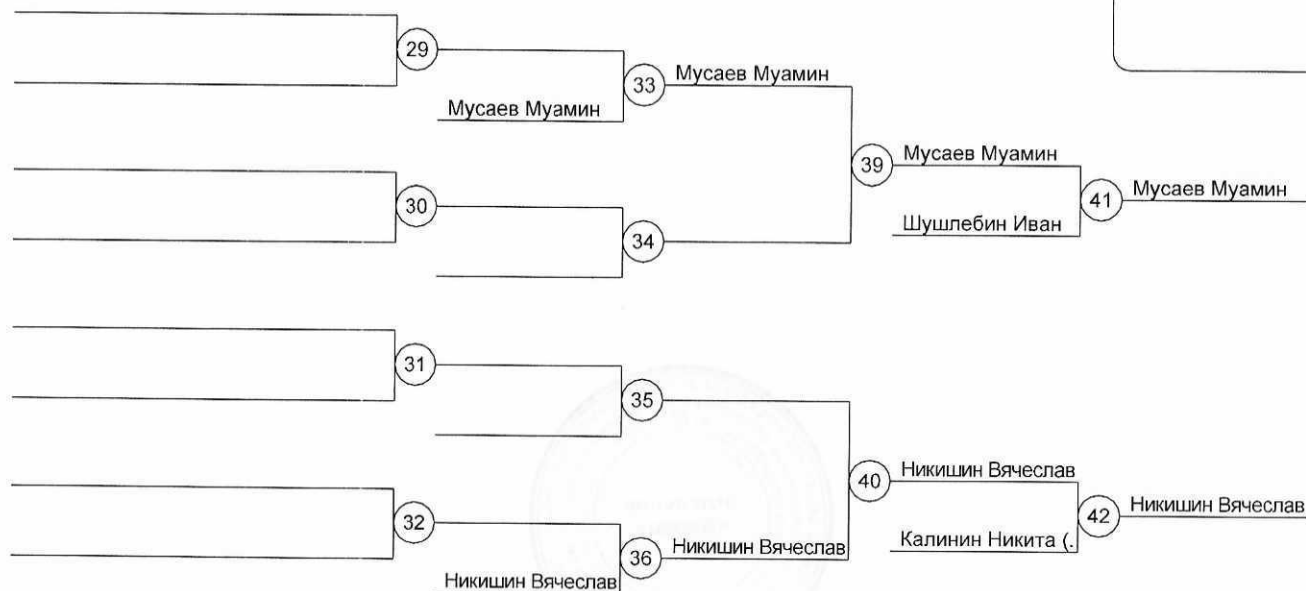 29
33 Мусаев Муамин
Мусаев Муамин
39 Мусаев Муамин
30
41 Мусаев Муамин
34
Шушлебин Иван
31
35
40 Никишин Вячеслав
32
42 Никишин Вячеслав
36 Никишин Вячеслав
Калинин Никита (.
Никишин Вячеслав